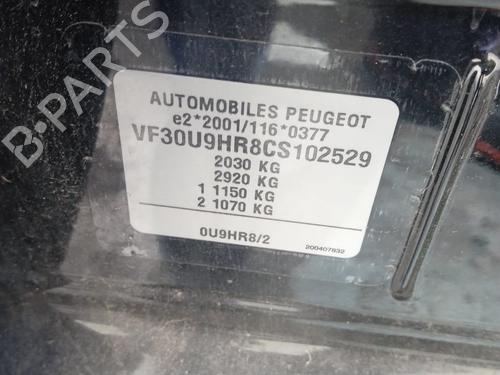 B-PARTS
AUTOMOBILES PEUGEOT
e2*2001/116*0377
VF30U9HR8CS102529
2030 KG
2920 KG
1 1150 KG
2 1070 KG
0U9HR8/2
200407832